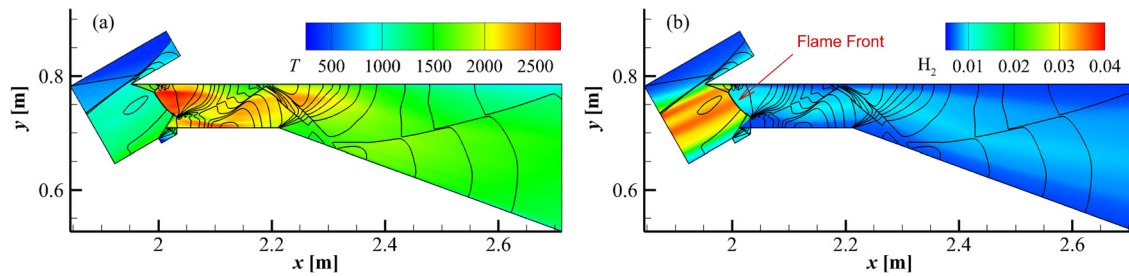 (a)
T 500 1000 1500 2000 2500
0.8
0.6
y [m]
2 2.2 2.4 2.6
x [m]
(b)
Flame Front
H2 0.01 0.02 0.03 0.04
0.8
0.6
y [m]
2 2.2 2.4 2.6
x [m]